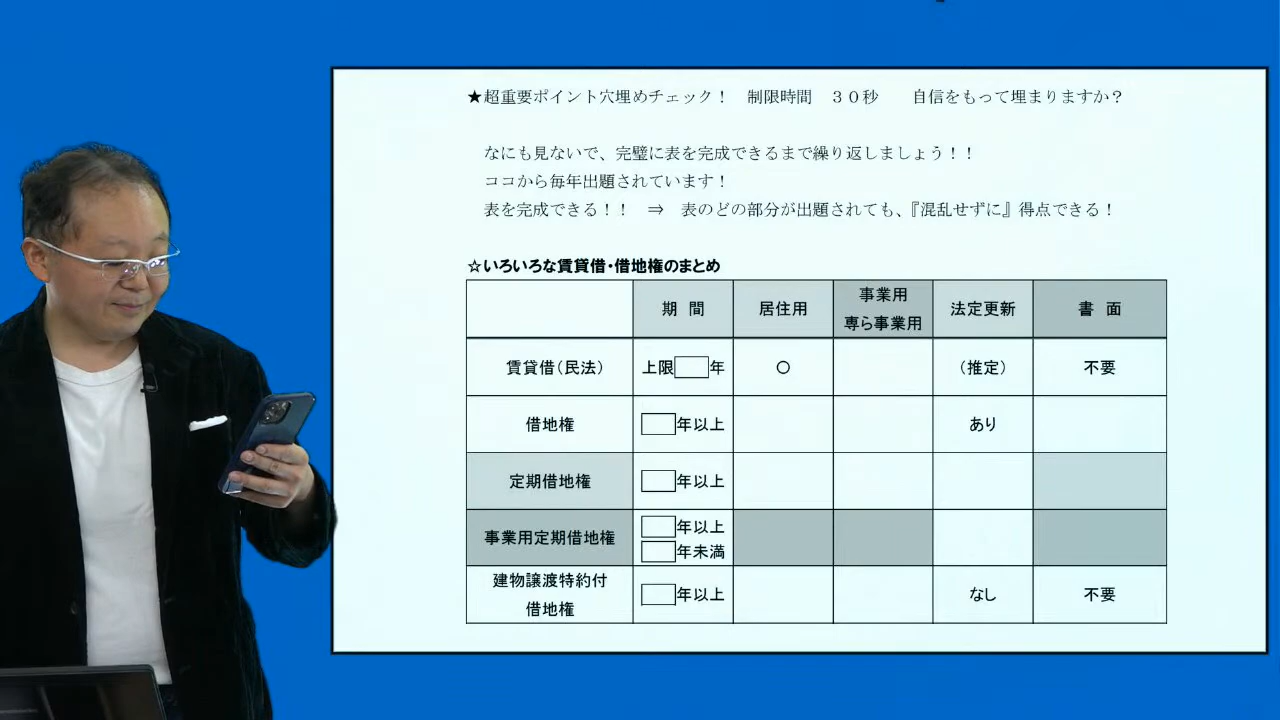 ★超重要ポイント穴埋めチェック！　制限時間　３０秒　　自信をもって埋まりますか？
なにも見ないで、完璧に表を完成できるまで繰り返しましょう！！
ココから毎年出題されています！
表を完成できる！！　⇒　表のどの部分が出題されても、『混乱せずに』得点できる！
☆いろいろな賃貸借・借地権のまとめ
期　間　居住用　事業用　法定更新　書　面
専ら事業用
賃貸借（民法）　上限　年　〇　（推定）　不要
借地権　年以上　あり
定期借地権　年以上
事業用定期借地権　年以上
年未満
建物譲渡特約付　年以上　なし　不要
借地権